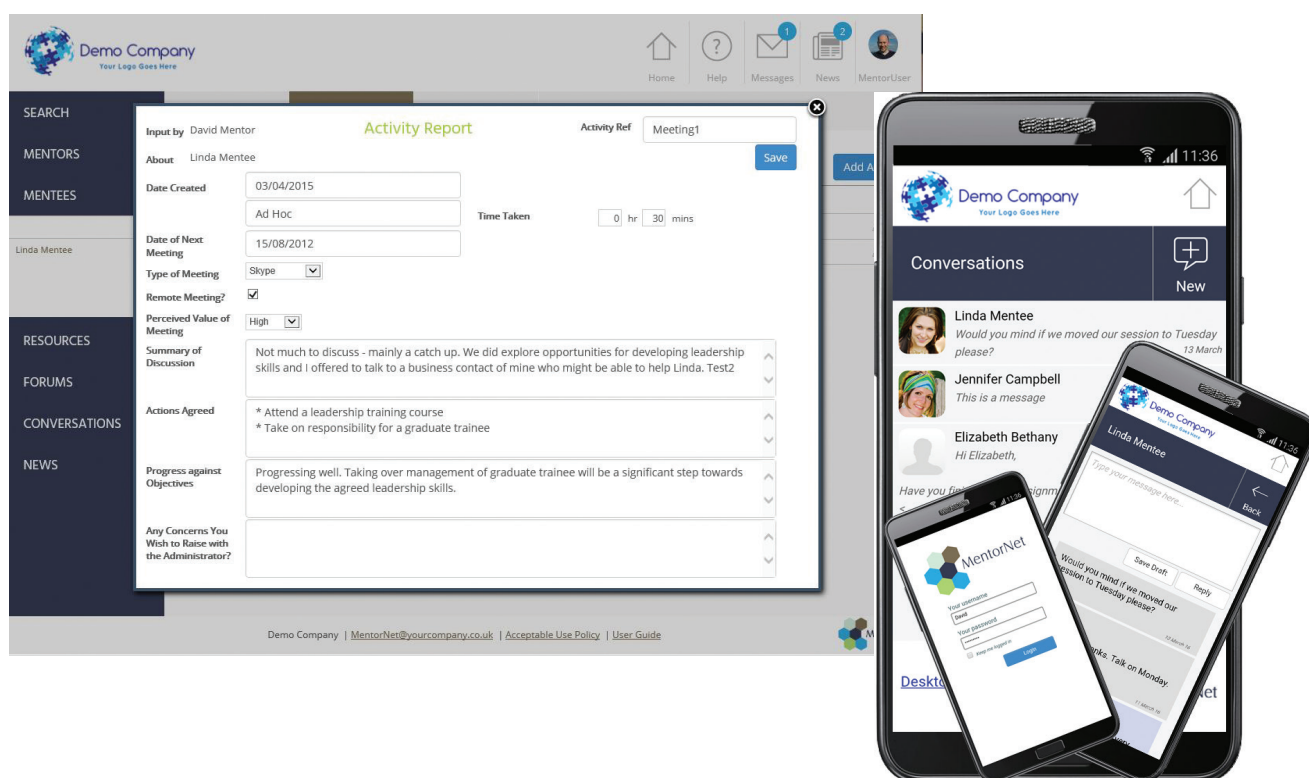 Demo Company
Your Logo Goes Here
1
2
Home
Help
Messages
News
MentorUser
SEARCH
MENTORS
MENTEES
Linda Mentee
RESOURCES
FORUMS
CONVERSATIONS
NEWS
Add
Input by David Mentor
Activity Report
Activity Ref
Meeting1
About Linda Mentee
Save
Date Created
03/04/2015
Ad Hoc
Time Taken
0 hr 30 mins
Date of Next
Meeting
15/08/2012
Type of Meeting
Skype
Remote Meeting?
Perceived Value of
Meeting
High
Summary of
Discussion
Not much to discuss - mainly a catch up. We did explore opportunities for developing leadership
skills and I offered to talk to a business contact of mine who might be able to help Linda. Test2
Actions Agreed
* Attend a leadership training course
* Take on responsibility for a graduate trainee
Progress against
Objectives
Progressing well. Taking over management of graduate trainee will be a significant step towards
developing the agreed leadership skills.
Any Concerns You
Wish to Raise with
the Administrator?
Demo Company | MentorNet@yourcompany.co.uk | Acceptable Use Policy | User Guide
11:36
Demo Company
Your Logo Goes Here
Conversations
New
Linda Mentee
Would you mind if we moved our session to Tuesday
please?
13 March
Jennifer Campbell
This is a message
Elizabeth Bethany
Hi Elizabeth,
Have you
11:36
Demo Company
Your Logo Goes Here
Linda Mentee
Back
Type your message here...
Save Draft
Reply
Would you mind if we moved our
session to Tuesday please?
Talk on Monday.
11:36
MentorNet
Your username
David
Your password
Keep me logged in
Login